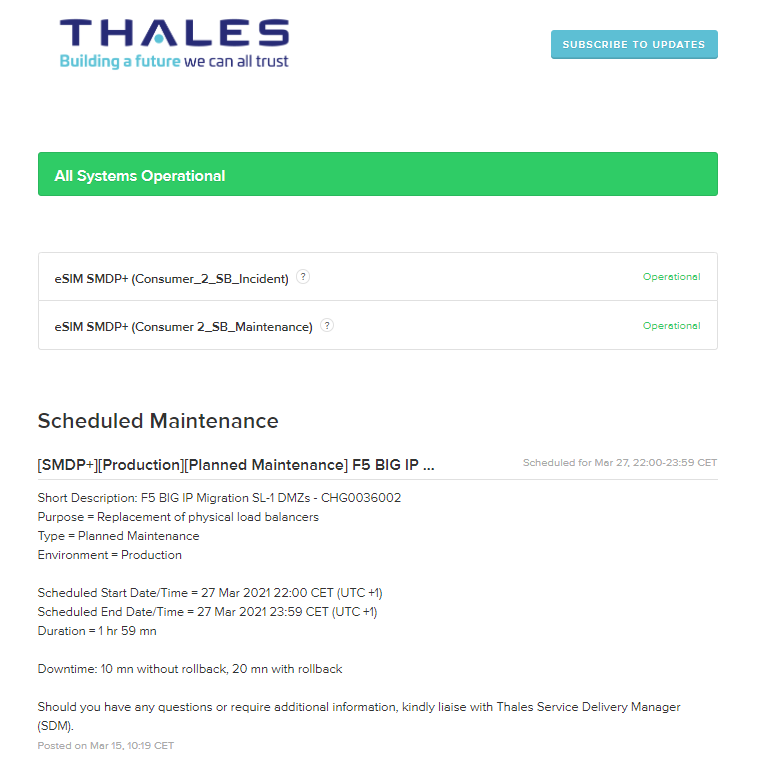 THALES
Building a future we can all trust
SUBSCRIBE TO UPDATES
All Systems Operational
eSIM SMDP+ (Consumer_2_SB_Incident) ?
Operational
eSIM SMDP+ (Consumer 2_SB_Maintenance) ?
Operational
Scheduled Maintenance
[SMDP+][Production][Planned Maintenance] F5 BIG IP ...
Scheduled for Mar 27, 22:00-23:59 CET
Short Description: F5 BIG IP Migration SL-1 DMZs - CHG0036002
Purpose = Replacement of physical load balancers
Type = Planned Maintenance
Environment = Production
Scheduled Start Date/Time = 27 Mar 2021 22:00 CET (UTC +1)
Scheduled End Date/Time = 27 Mar 2021 23:59 CET (UTC +1)
Duration = 1 hr 59 mn
Downtime: 10 mn without rollback, 20 mn with rollback
Should you have any questions or require additional information, kindly liaise with Thales Service Delivery Manager
(SDM).
Posted on Mar 15, 10:19 CET